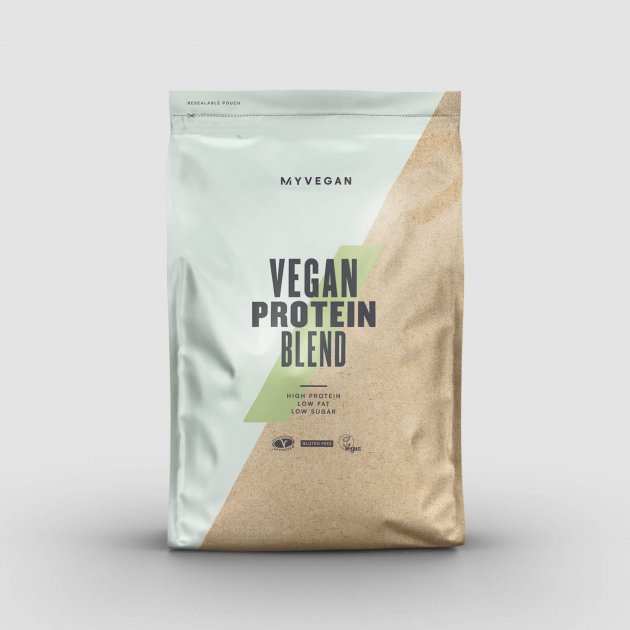 RESEALABLE POUCH
MYVEGAN
VEGAN
PROTEIN
BLEND
HIGH PROTEIN
LOW FAT
LOW SUGAR
GLUTEN FREE
vegan